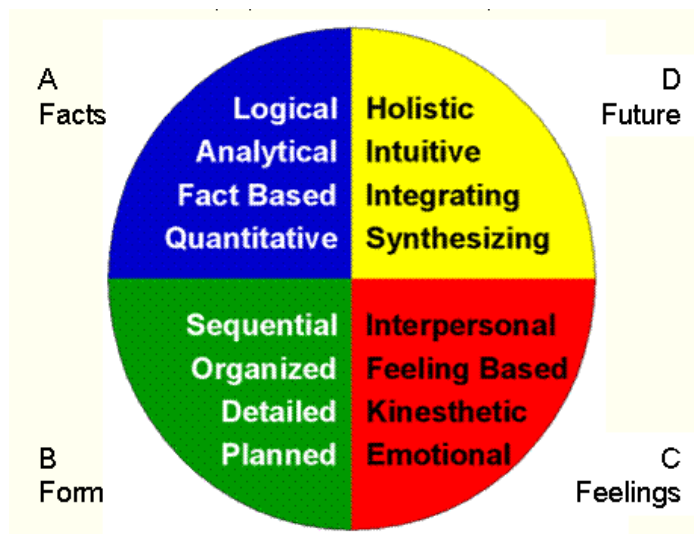 A
Facts
Logical
Analytical
Fact Based
Quantitative
D
Future
Holistic
Intuitive
Integrating
Synthesizing
B
Form
Sequential
Organized
Detailed
Planned
C
Feelings
Interpersonal
Feeling Based
Kinesthetic
Emotional